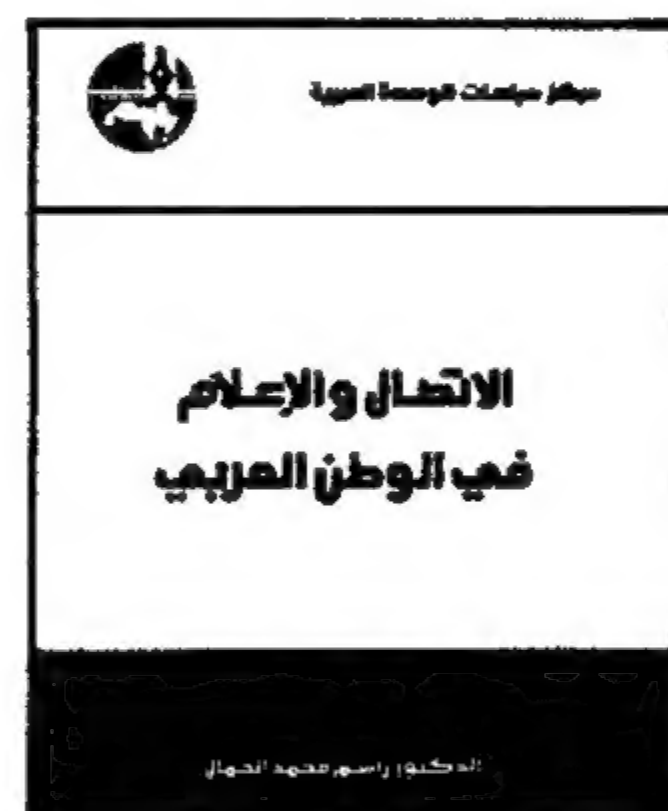 مركز دراسات الوحدة العربية
الاتصال والإعلام
في الوطن العربي
الدكتور راسم محمد الجمال